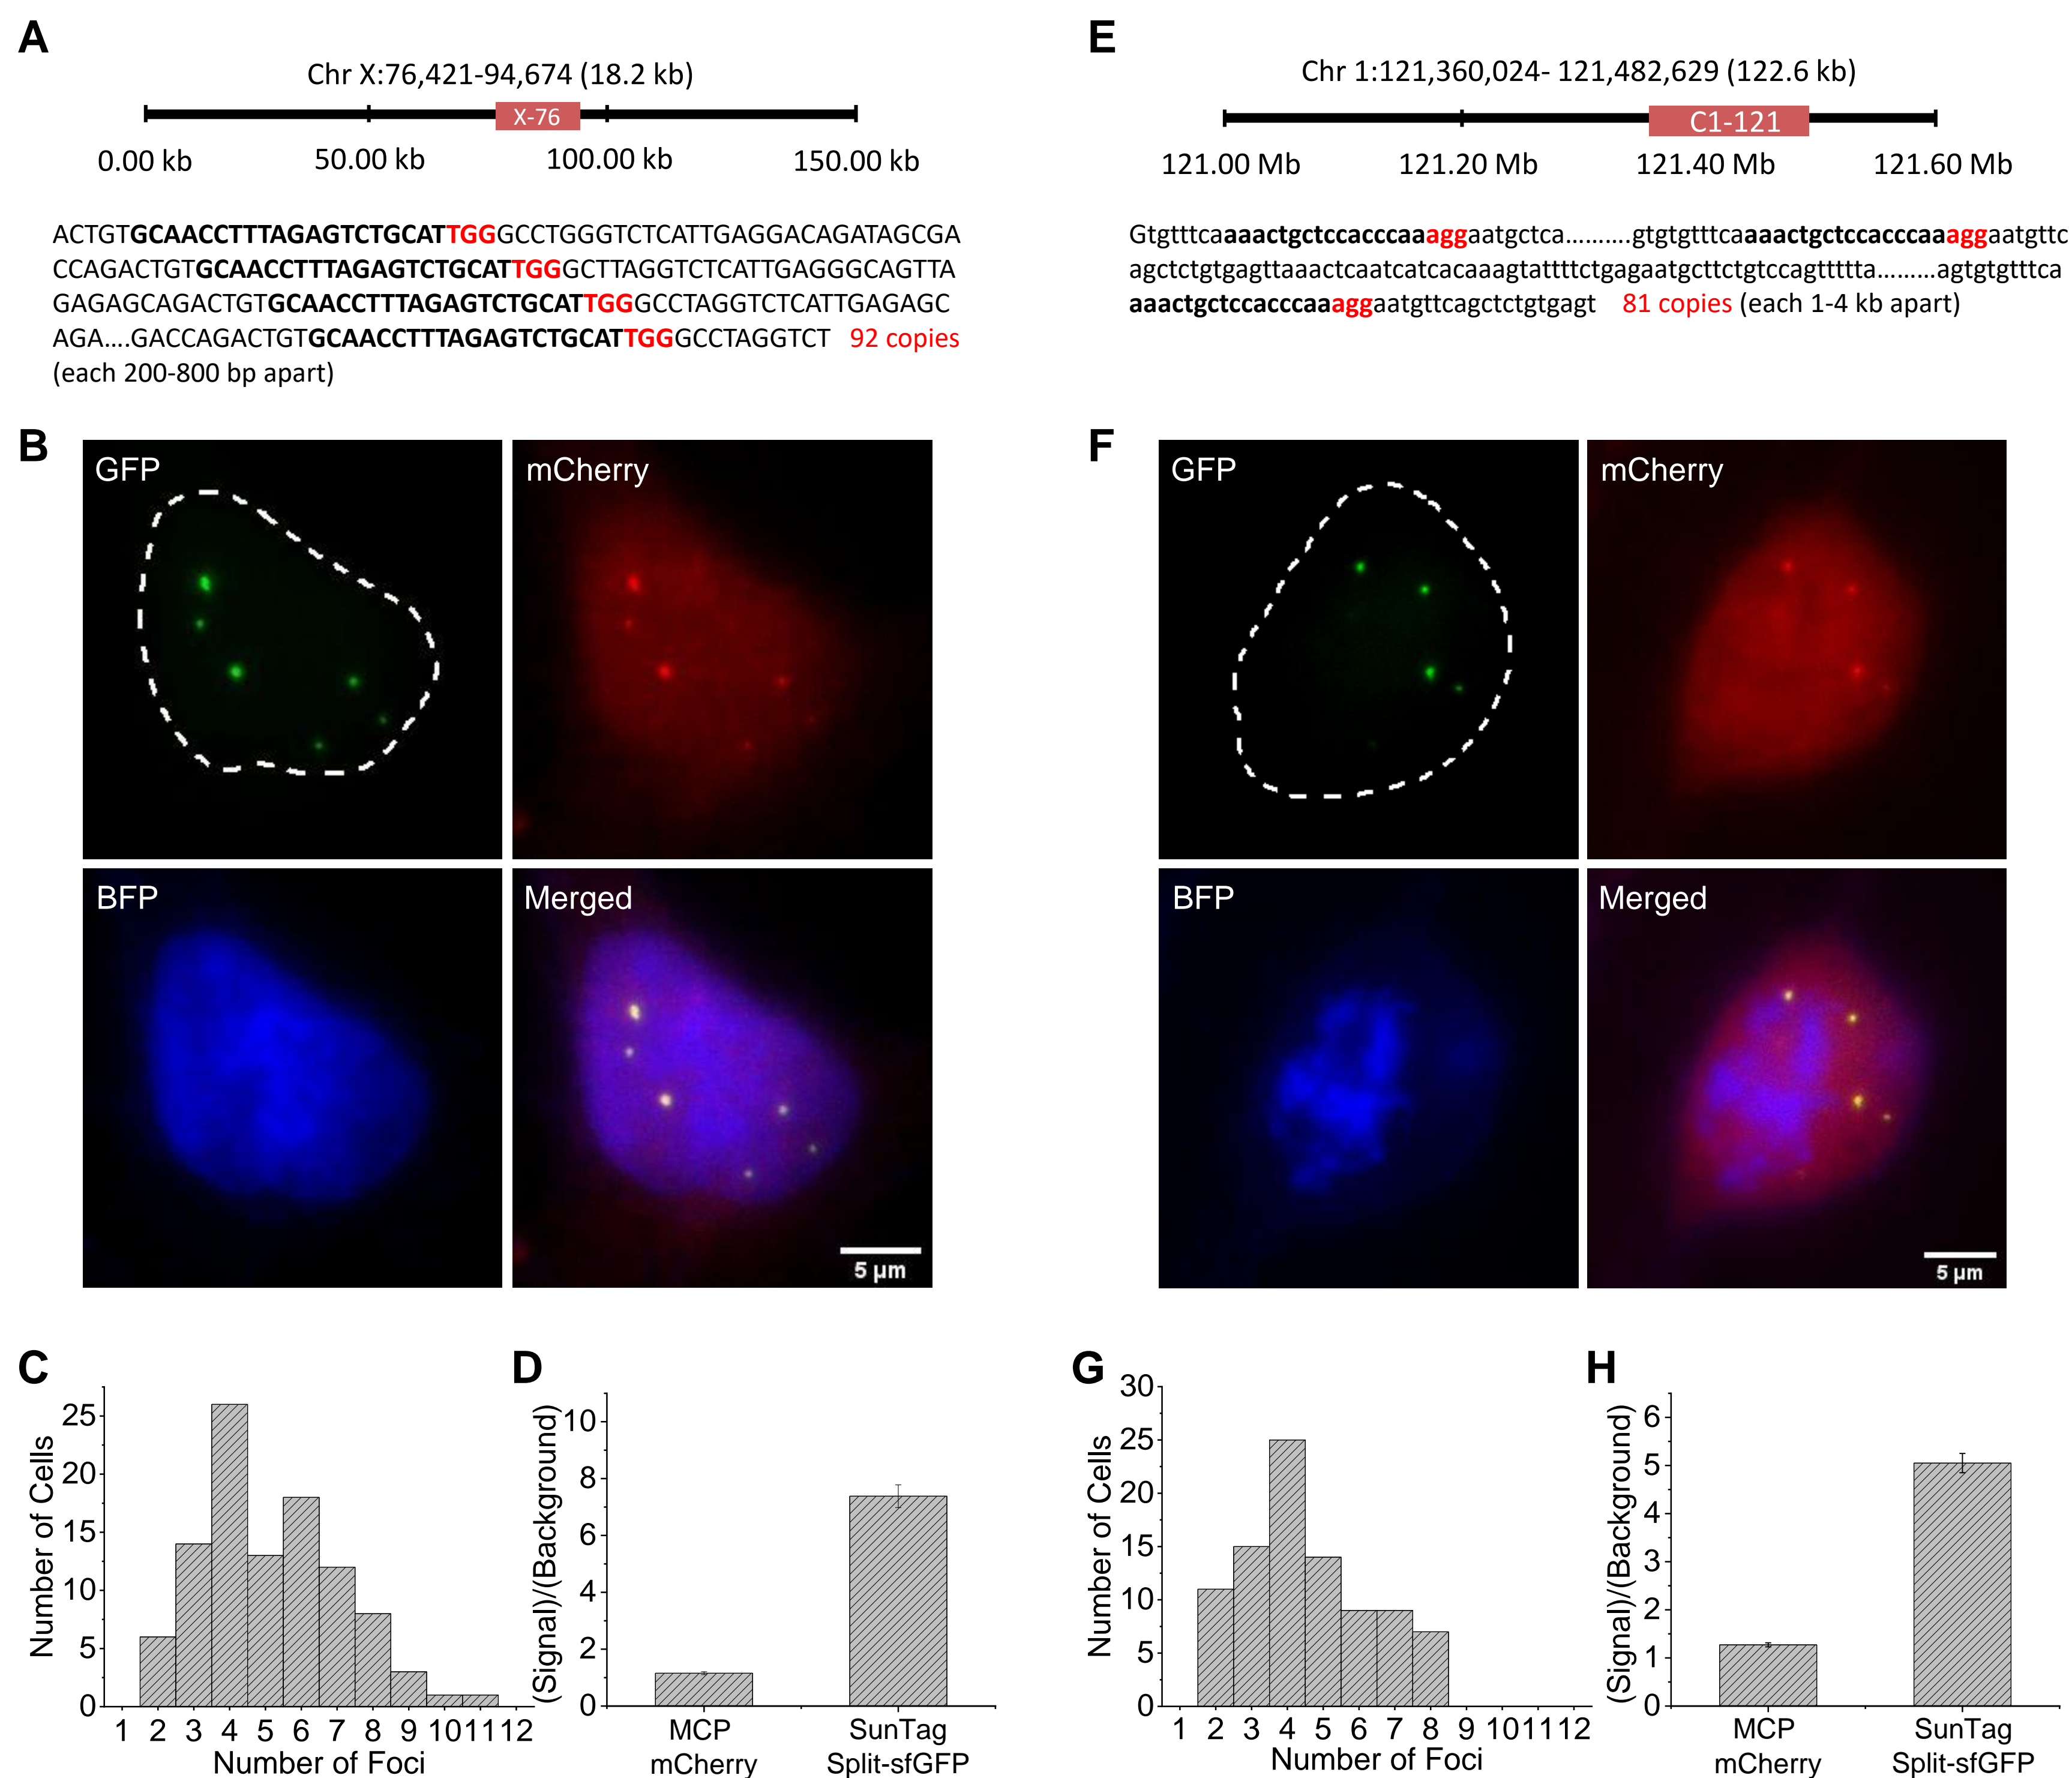 A
Chr X:76,421-94,674 (18.2 kb)
X-76
0.00 kb 50.00 kb 100.00 kb 150.00 kb
ACTGTGCAACCTTTAGAGTCTGCATTGGGCCTGGGTCTCATTGAGGACAGATAGCGA
CCAGACTGTGCAACCTTTAGAGTCTGCATTGGGCTTAGGTCTCATTGAGGGCAGTTA
GAGAGCAGACTGTGCAACCTTTAGAGTCTGCATTGGGCCTAGGTCTCATTGAGAGC
AGA....GACCAGACTGTGCAACCTTTAGAGTCTGCATTGGGCCTAGGTCT 92 copies
(each 200-800 bp apart)
E
Chr 1:121,360,024- 121,482,629 (122.6 kb)
C1-121
121.00 Mb 121.20 Mb 121.40 Mb 121.60 Mb
Gtgtttcaaaactgctccacccaaaggaatgctca..........gtgtgtttcaaaactgctccacccaaaggaatgttc
agctctgtgagttaaactcaatcatcacaaagtattttctgagaatgcttctgtccagttttta.........agtgtgtttca
aaactgctccacccaaaggaatgttcagctctgtgagt 81 copies (each 1-4 kb apart)
B
GFP
mCherry
BFP
Merged
5 μm
F
GFP
mCherry
BFP
Merged
5 μm
C
Number of Cells
25
20
15
10
5
0
1 2 3 4 5 6 7 8 9 10 11 12
Number of Foci
D
(Signal)/(Background)
10
8
6
4
2
0
MCP SunTag
mCherry Split-sfGFP
G
Number of Cells
30
25
20
15
10
5
0
1 2 3 4 5 6 7 8 9 10 11 12
Number of Foci
H
(Signal)/(Background)
6
5
4
3
2
1
0
MCP SunTag
mCherry Split-sfGFP